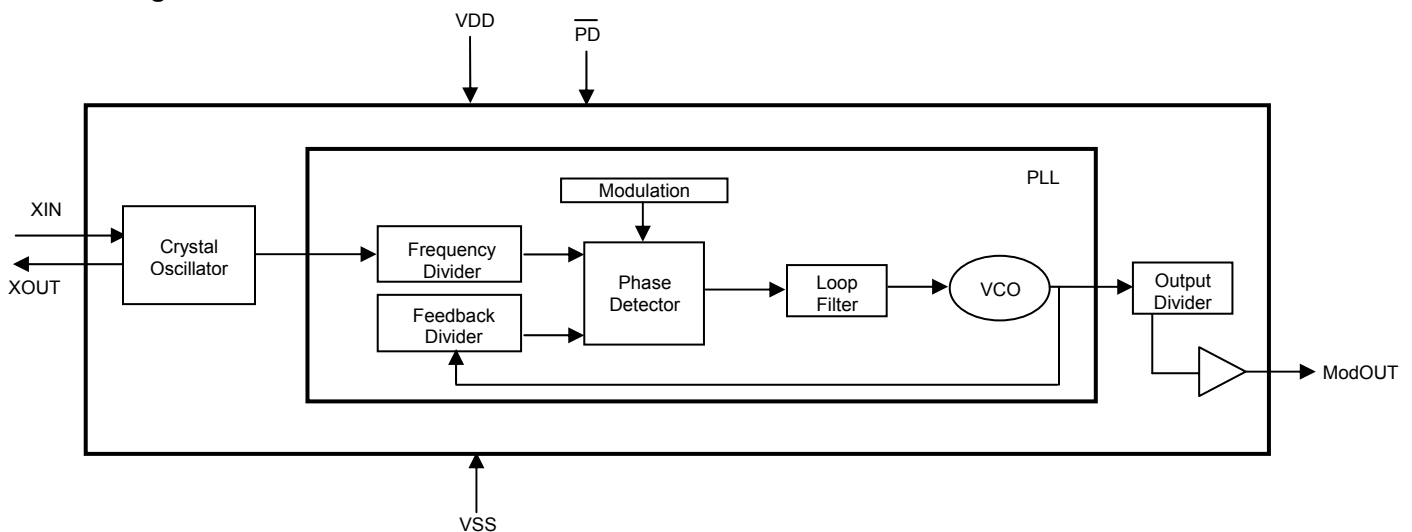 VDD
PD
PLL
Modulation
XIN
XOUT
Crystal
Oscillator
Frequency
Divider
Feedback
Divider
Phase
Detector
Loop
Filter
VCO
Output
Divider
ModOUT
VSS